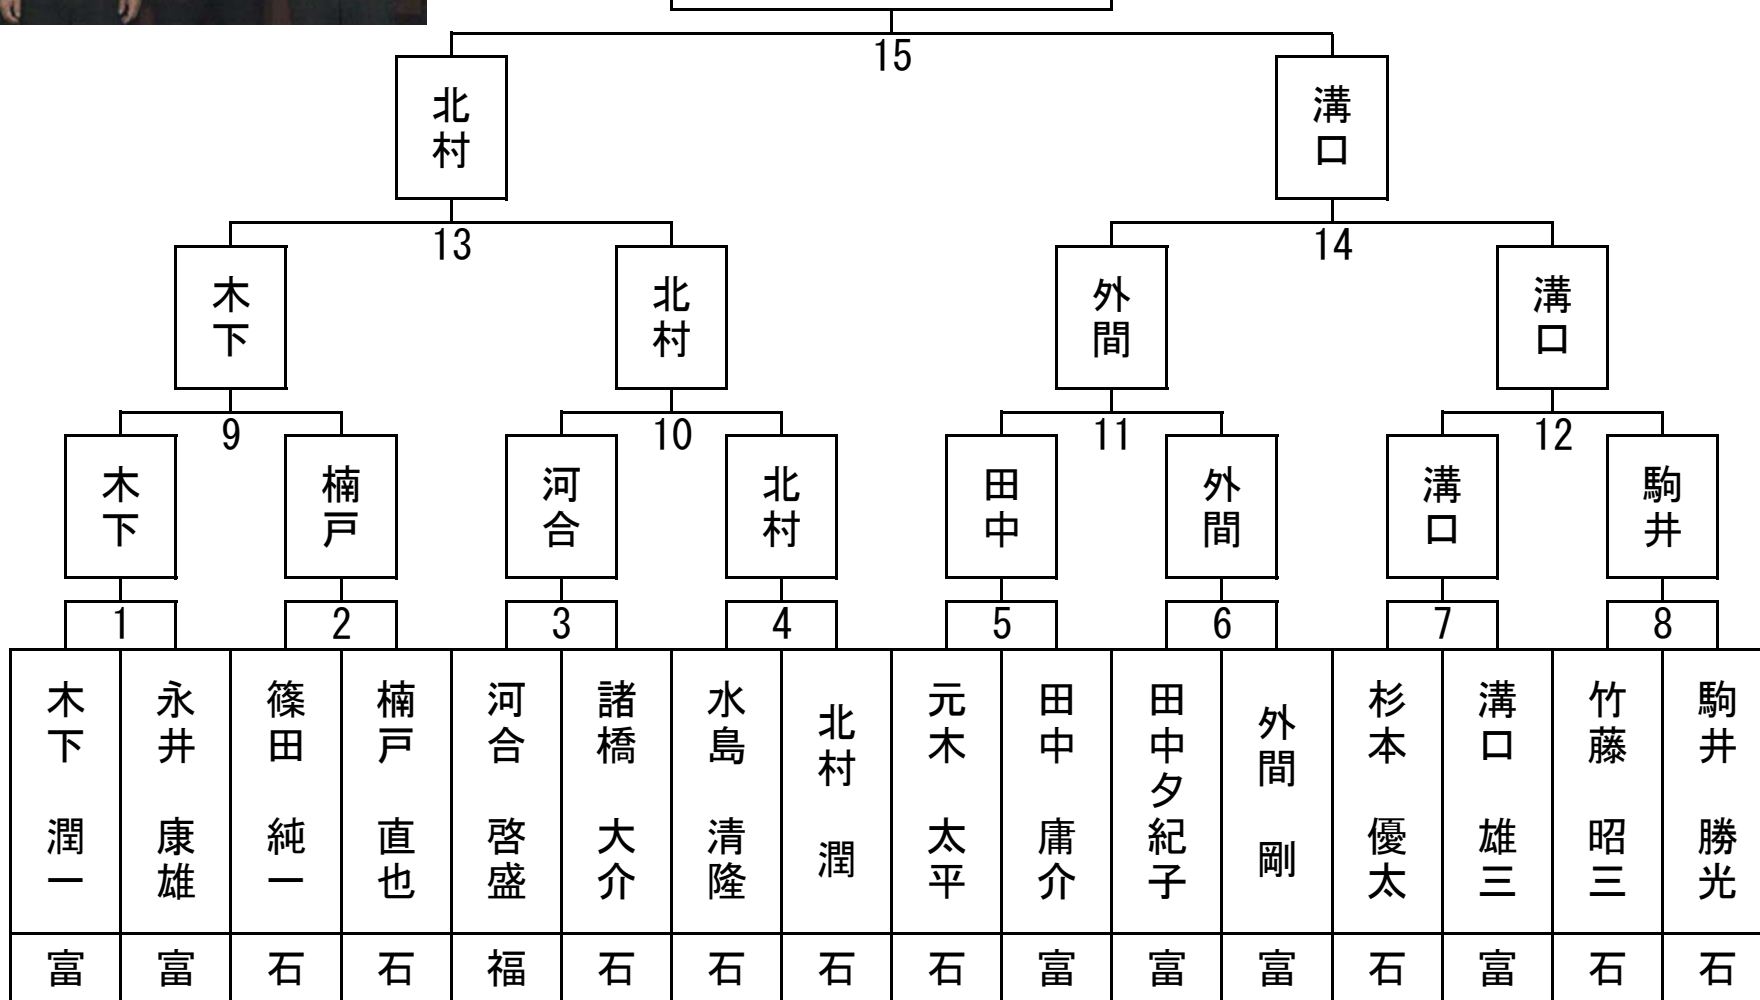 15
北村
溝口
13
14
木下
北村
外間
溝口
9
10
11
12
木下
楠戸
河合
北村
田中
外間
溝口
駒井
1
2
3
4
5
6
7
8
木下 潤一
永井 康雄
篠田 純一
楠戸 直也
河合 啓盛
諸橋 大介
水島 清隆
北村 潤
元木 太平
田中 庸介
田中夕紀子
外間 剛
杉本 優太
溝口 雄三
竹藤 昭三
駒井 勝光
富
富
石
石
福
石
石
石
石
富
富
富
石
富
石
石